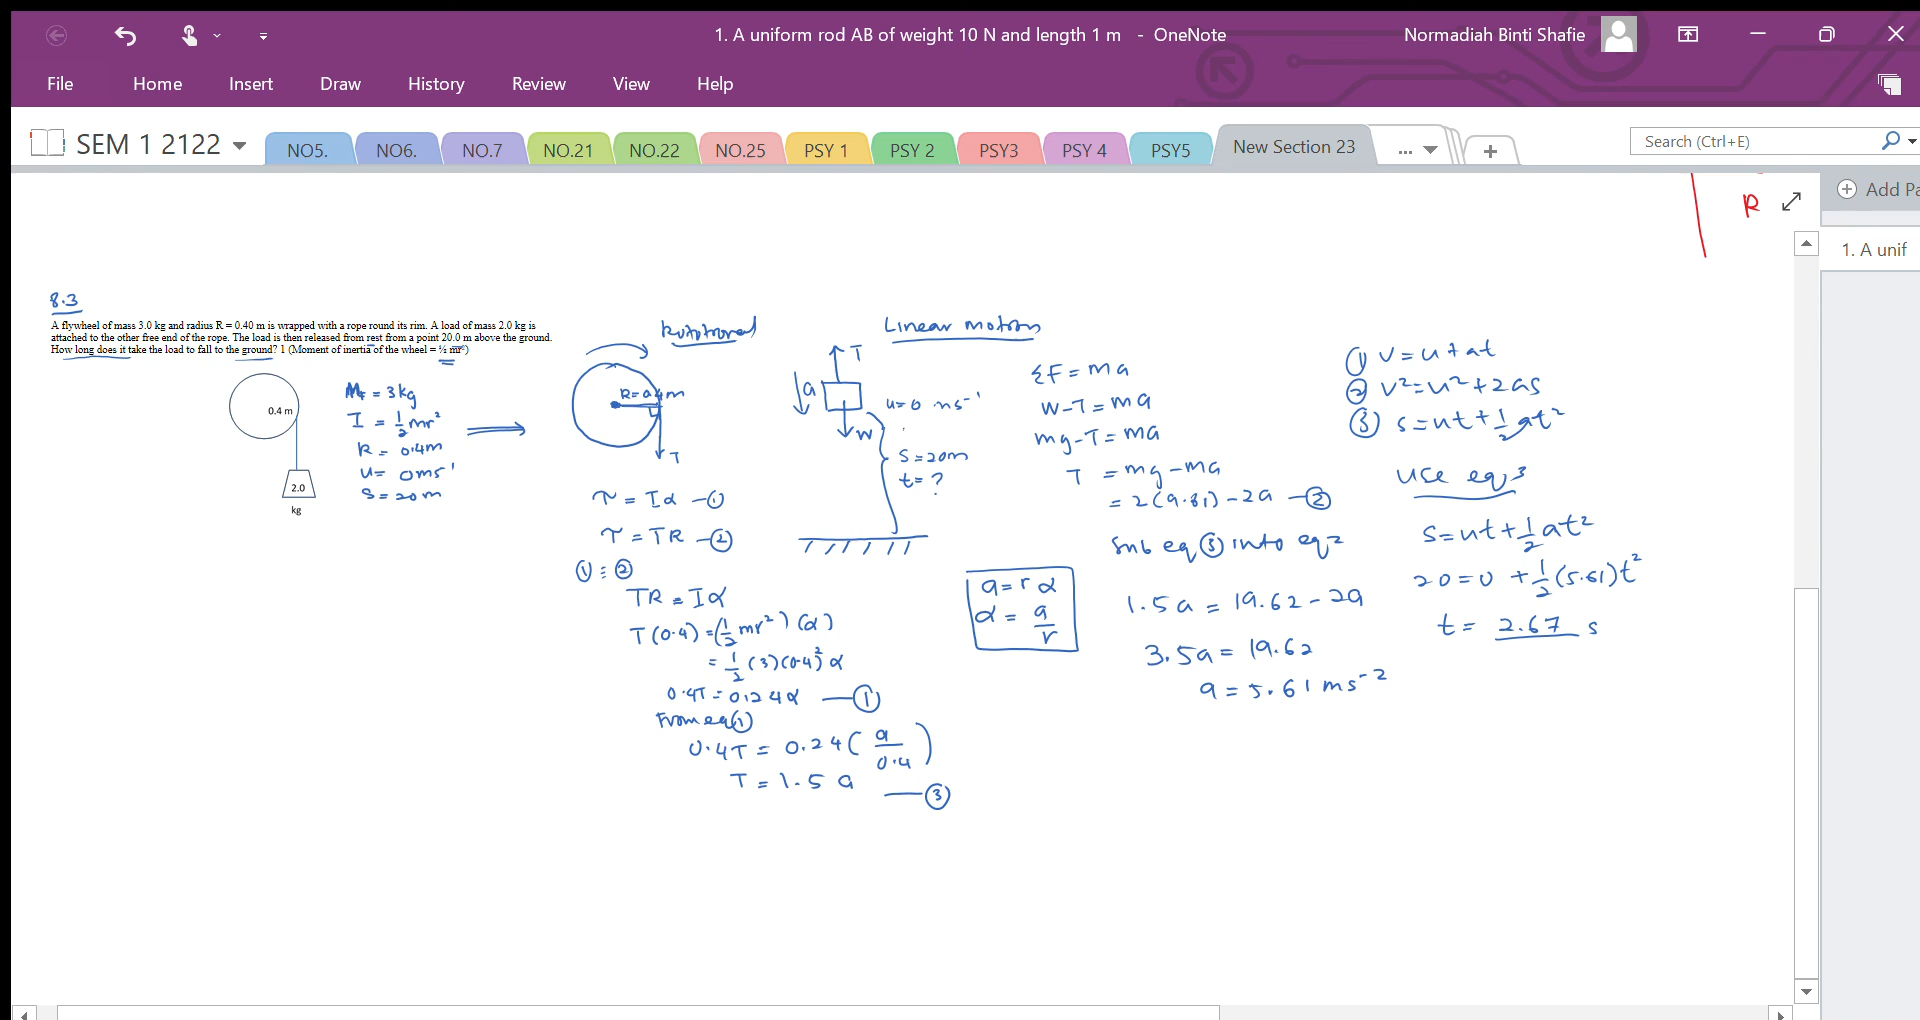 1. A uniform rod AB of weight 10 N and length 1 m - OneNote
Normadiah Binti Shafie
File Home Insert Draw History Review View Help
SEM 1 2122
NO5. NO6. NO.7 NO.21 NO.22 NO.25 PSY 1 PSY 2 PSY3 PSY 4 PSY5 New Section 23 ...
Search (Ctrl+E)
Add Pa
1. A unif
R
8.3
A flywheel of mass 3.0 kg and radius R = 0.40 m is wrapped with a rope round its rim. A load of mass 2.0 kg is
attached to the other free end of the rope. The load is then released from rest from a point 20.0 m above the ground.
How long does it take the load to fall to the ground? 1 (Moment of inertia of the wheel = ½ mr²)
0.4 m
2.0
kg
= 3kg
I = 1/2 mr²
R = 0.4m
u = 0ms⁻¹
s = 20m
Rotational
R=0.4m
T
τ = Iα —①
τ = TR —②
① = ②
TR = Iα
T(0.4) = (1/2 mr²)(α)
= 1/2 (3)(0.4)² α
0.4T = 0.24α —①
From eq ①
0.4T = 0.24(a/0.4)
T = 1.5a —③
Linear motion
T
a
W
u=0 ms⁻¹
s=20m
t=?
a=rα
α = a/r
ΣF = ma
W-T = ma
mg-T = ma
T = mg-ma
= 2(9.81)-2a —②
Sub eq ③ into eq 2
1.5a = 19.62-2a
3.5a = 19.62
a = 5.61 ms⁻²
① v=u+at
② v²=u²+2as
③ s=ut+1/2 at²
Use eq 3
s=ut+1/2 at²
20=0+1/2(5.61)t²
t = 2.67 s